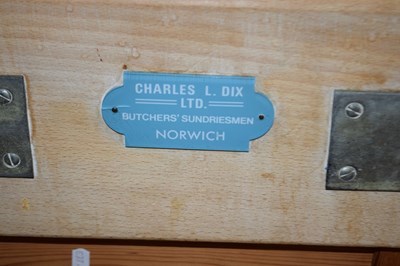 CHARLES L. DIX
LTD.
BUTCHERS' SUNDRIESMEN
NORWICH